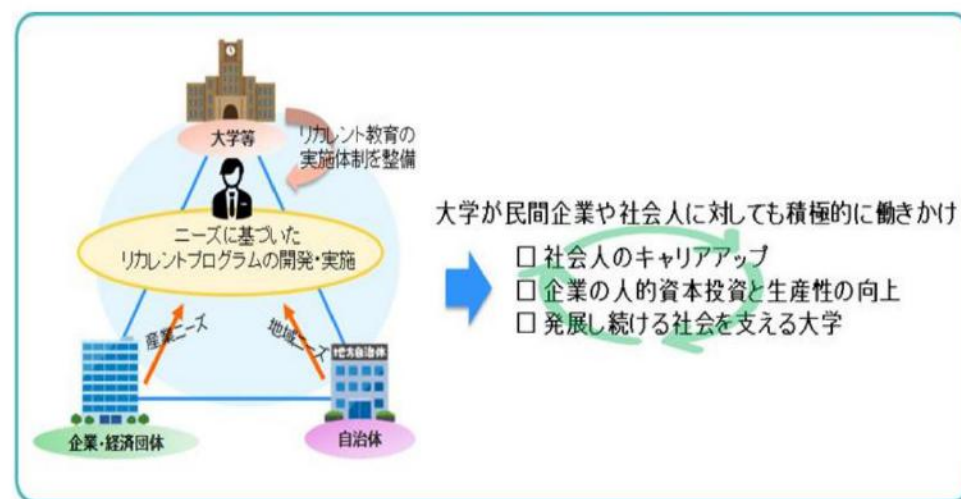 大学等
リカレント教育の
実施体制を整備
ニーズに基づいた
リカレントプログラムの開発・実施
産業ニーズ
地域ニーズ
地方自治体
企業・経済団体
自治体
大学が民間企業や社会人に対しても積極的に働きかけ
□ 社会人のキャリアアップ
□ 企業の人的資本投資と生産性の向上
□ 発展し続ける社会を支える大学